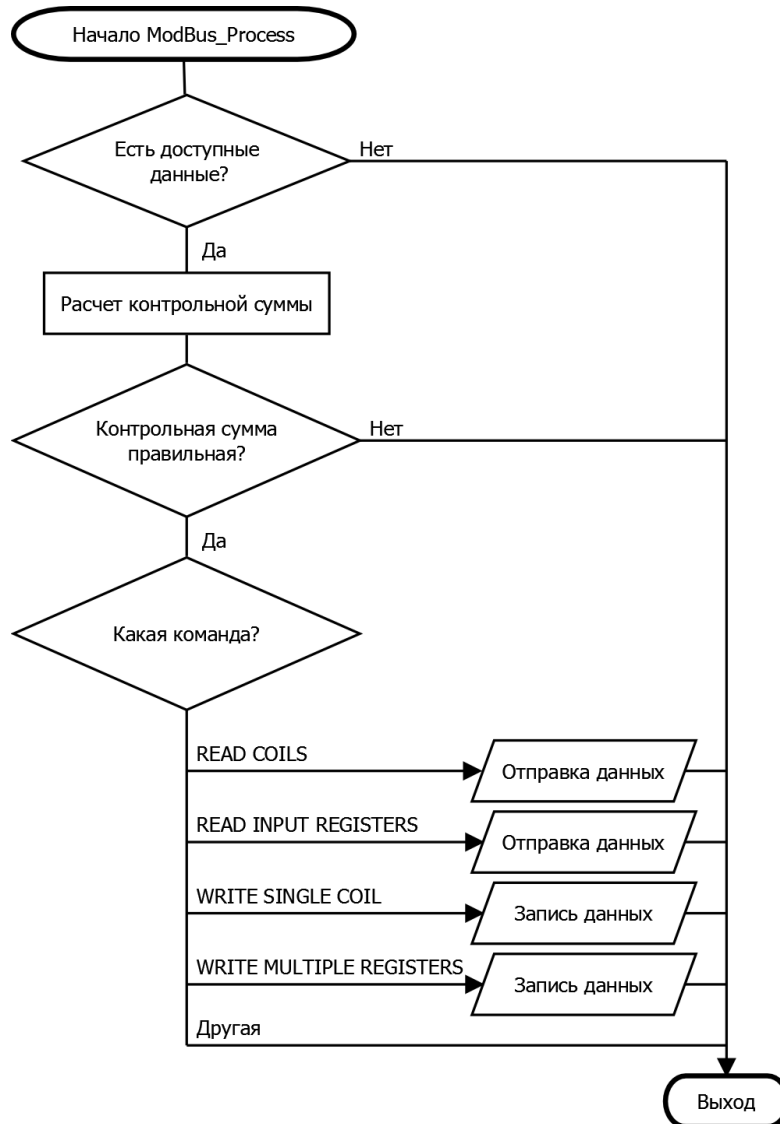 Начало ModBus_Process
Есть доступные
данные?
Нет
Да
Расчет контрольной суммы
Контрольная сумма
правильная?
Нет
Да
Какая команда?
READ COILS
Отправка данных
READ INPUT REGISTERS
Отправка данных
WRITE SINGLE COIL
Запись данных
WRITE MULTIPLE REGISTERS
Запись данных
Другая
Выход